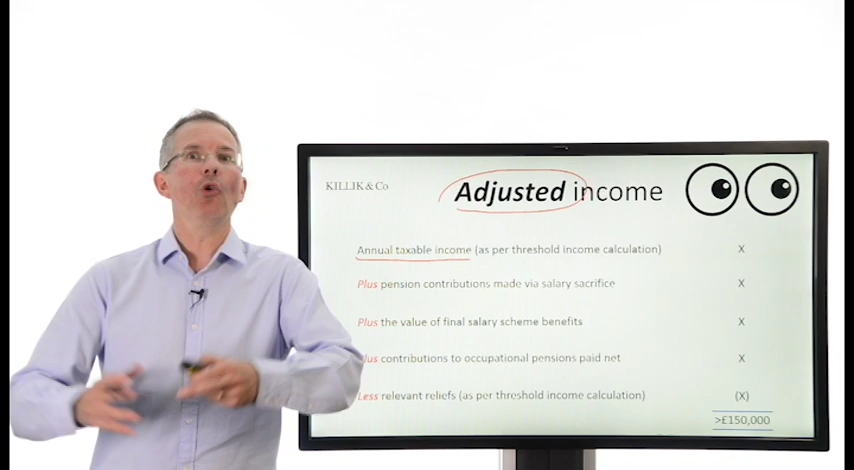 KILLIK & Co
Adjusted income
Annual taxable income (as per threshold income calculation) X
Plus pension contributions made via salary sacrifice X
Plus the value of final salary scheme benefits X
lus contributions to occupational pensions paid net X
Less relevant reliefs (as per threshold income calculation) (X)
>£150,000